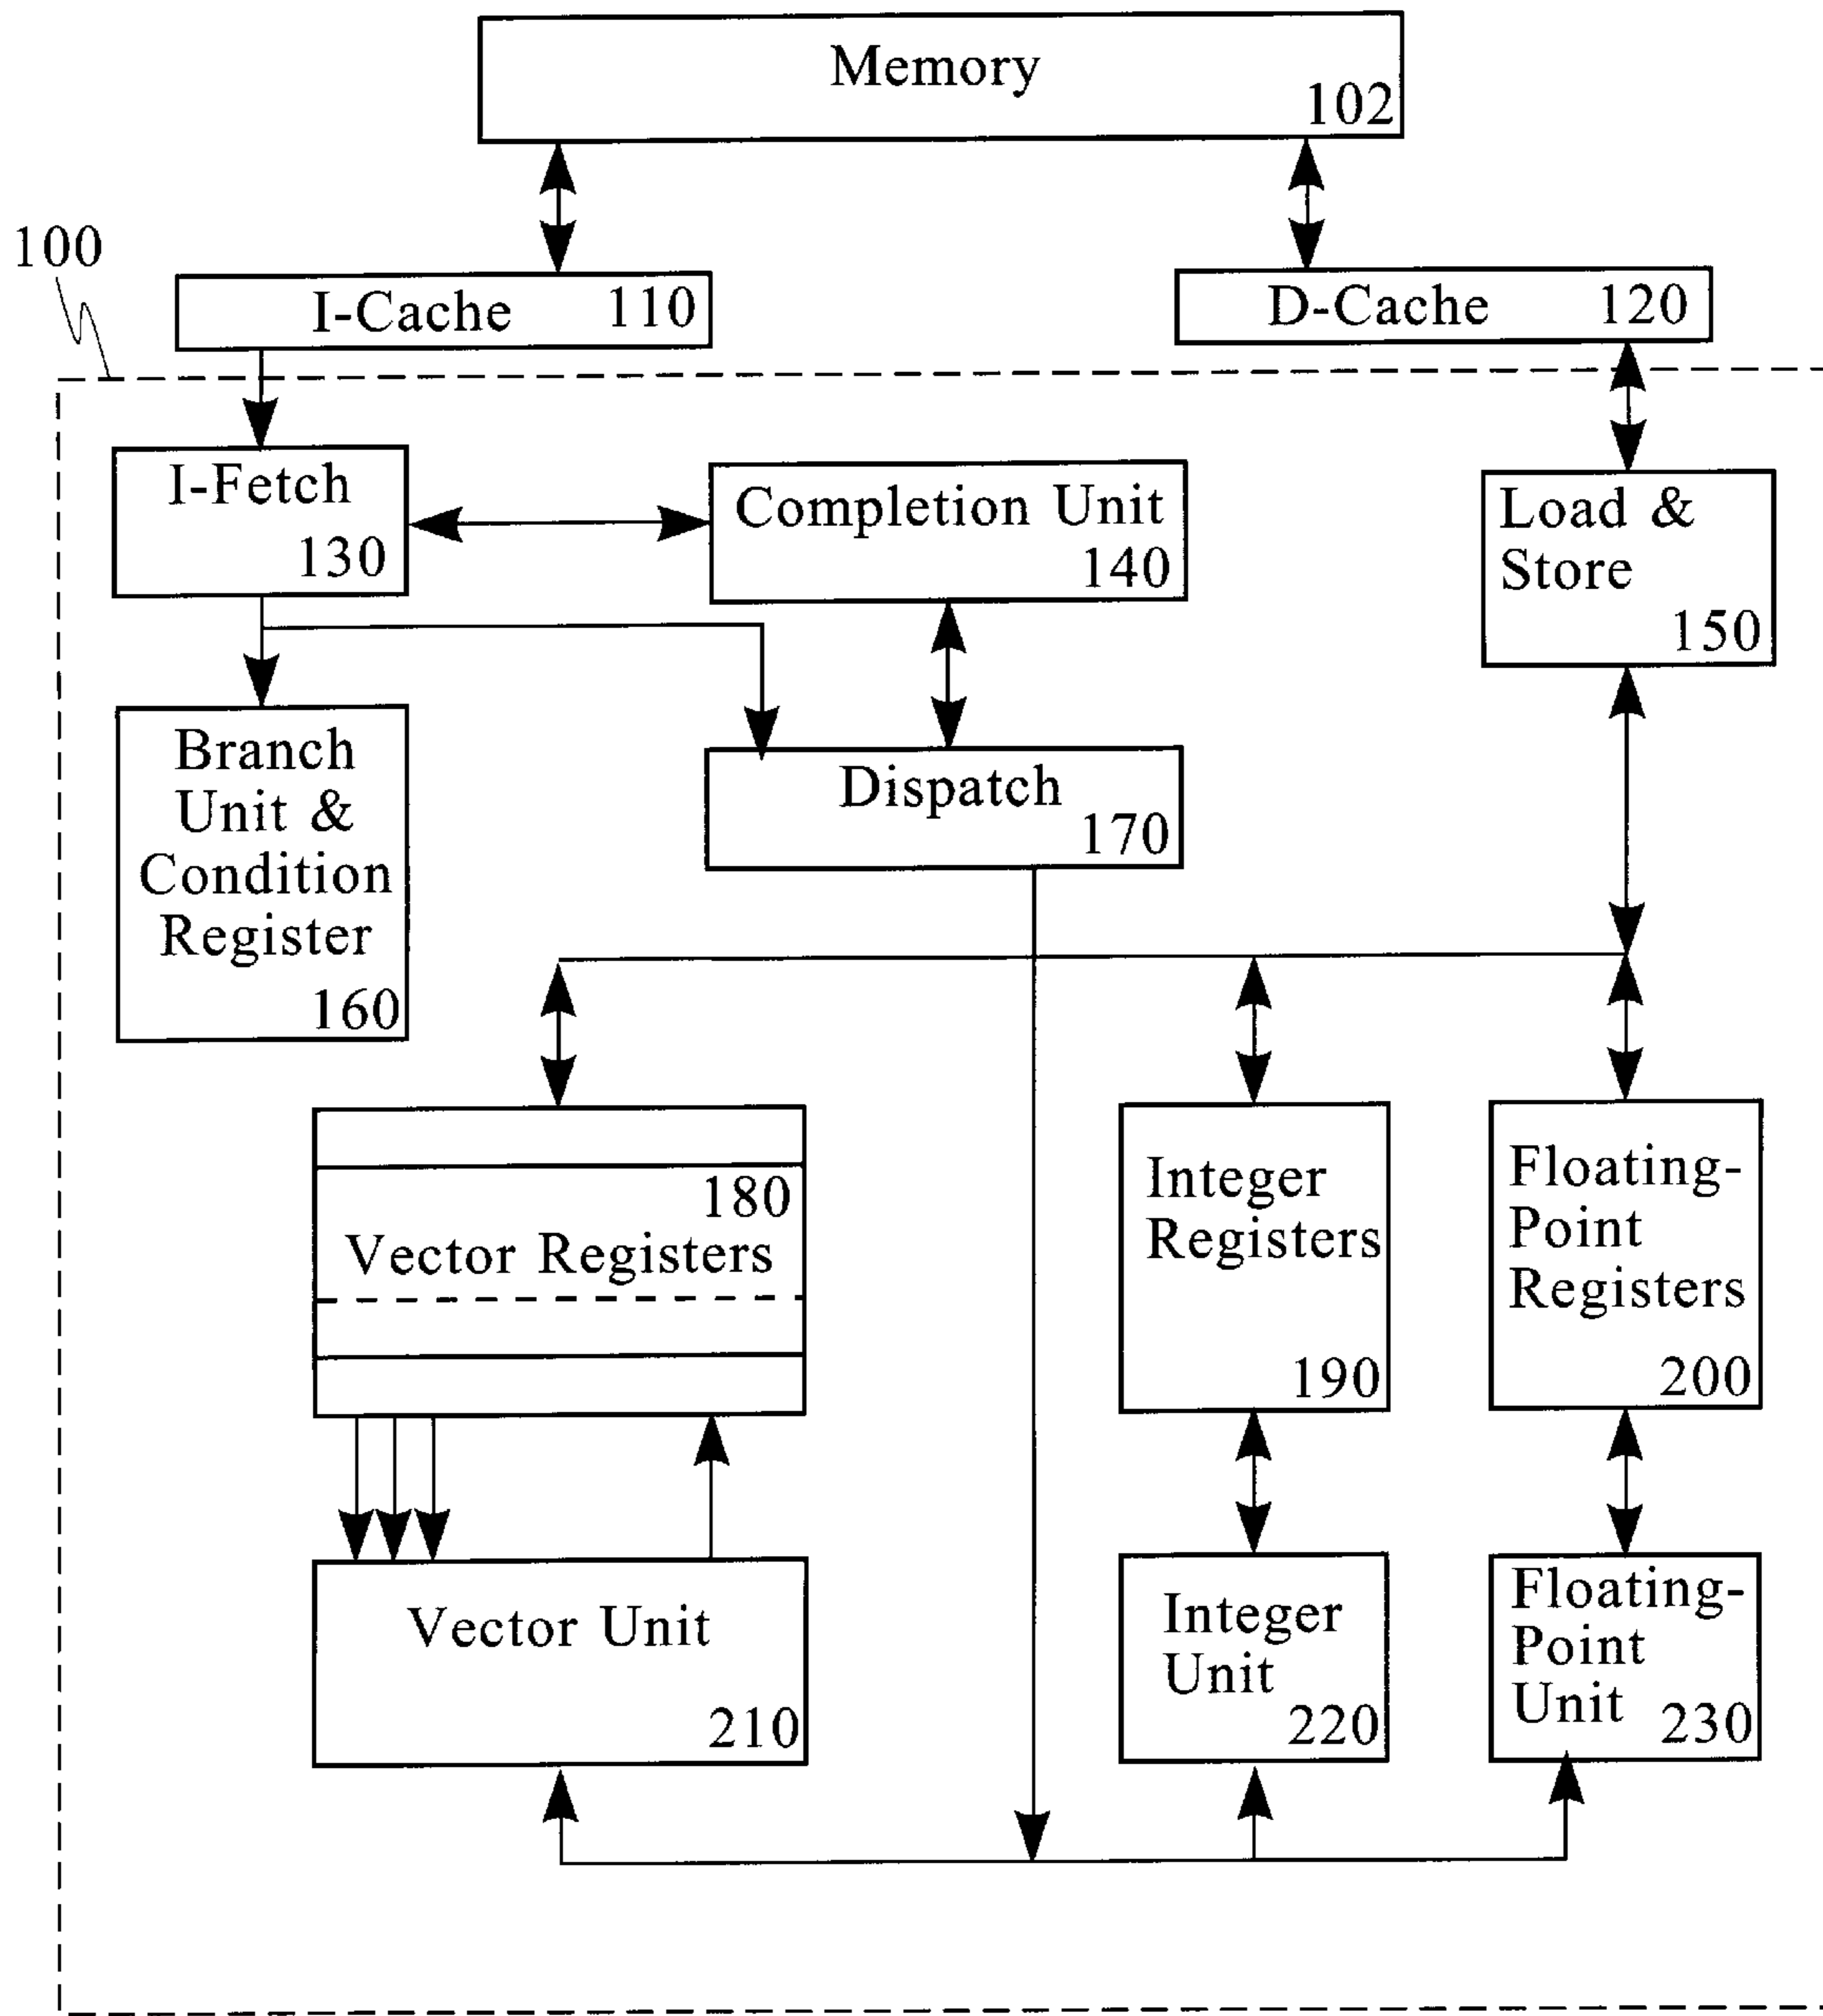 Memory
102
100
I-Cache 110
D-Cache 120
I-Fetch
130
Completion Unit
140
Load &
Store
150
Branch
Unit &
Condition
Register
160
Dispatch
170
180
Vector Registers
Integer
Registers
190
Floating-
Point
Registers
200
Vector Unit
210
Integer
Unit
220
Floating-
Point
Unit
230